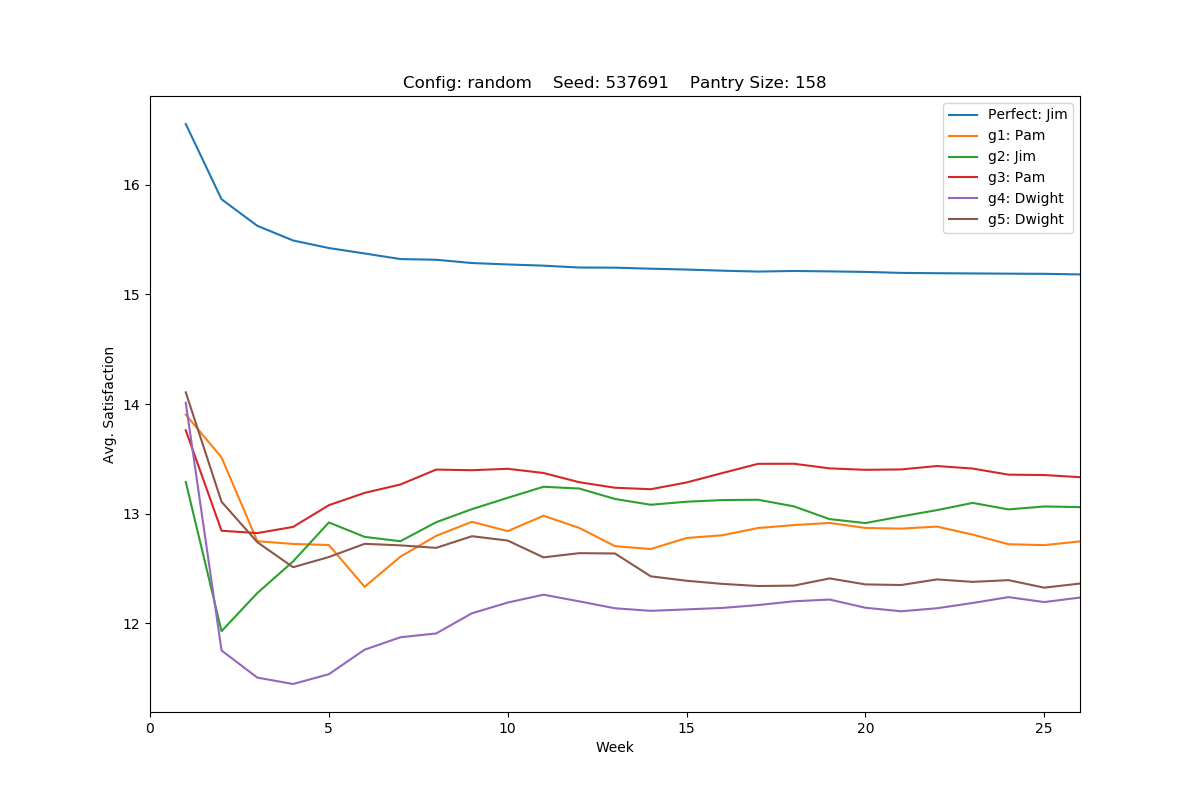 Config: random    Seed: 537691    Pantry Size: 158
Perfect: Jim
g1: Pam
g2: Jim
g3: Pam
g4: Dwight
g5: Dwight
Avg. Satisfaction
16
15
14
13
12
0 5 10 15 20 25
Week